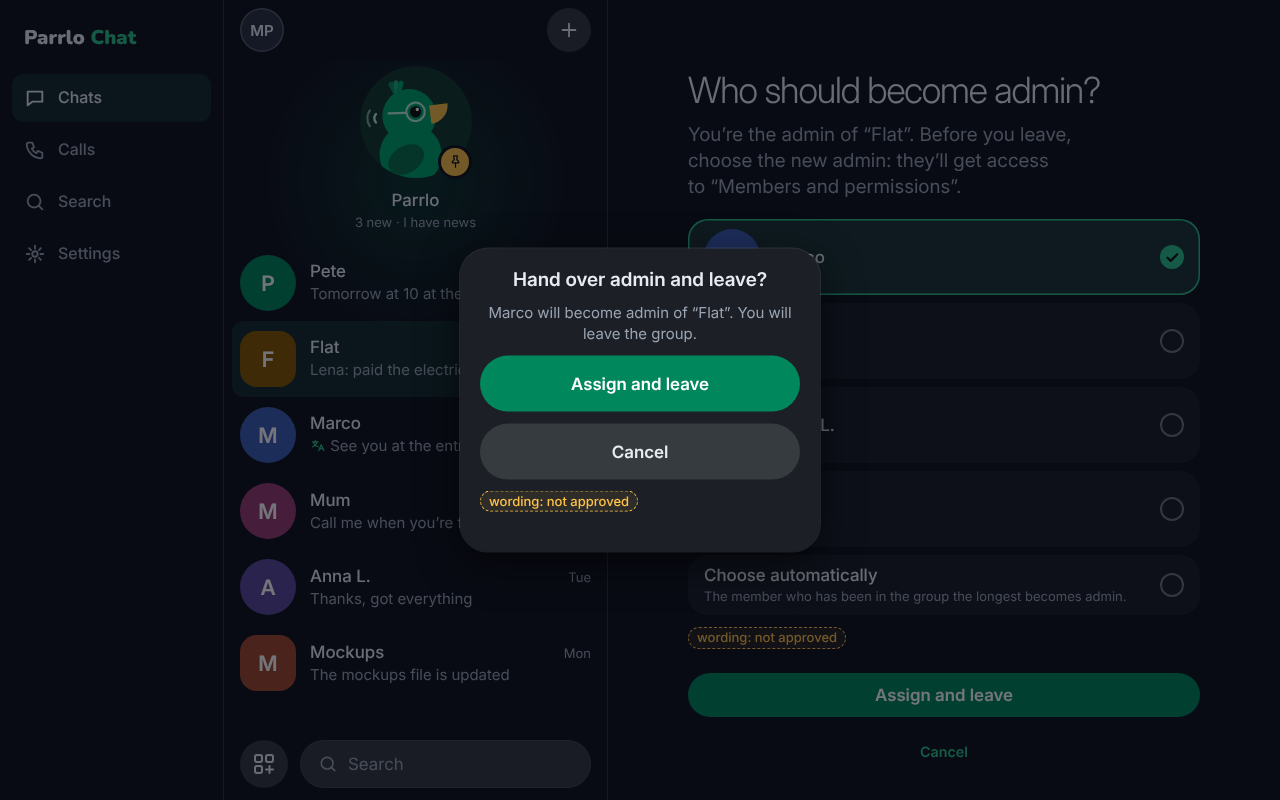 Parrlo Chat
Chats
Calls
Search
Settings
MP
Parrlo
3 new · I have news
P
Pete
Tomorrow at 10 at the
F
Flat
Lena: paid the
M
Marco
See you at the
M
Mum
Call me when you’re
A
Anna L.
Tue
Thanks, got everything
M
Mockups
Mon
The mockups file is updated
Search
Who should become admin?
You’re the admin of “Flat”. Before you leave,
choose the new admin: they’ll get access
to “Members and permissions”.
L.
Choose automatically
The member who has been in the group the longest becomes admin.
wording: not approved
Assign and leave
Cancel
Hand over admin and leave?
Marco will become admin of “Flat”. You will
leave the group.
Assign and leave
Cancel
wording: not approved